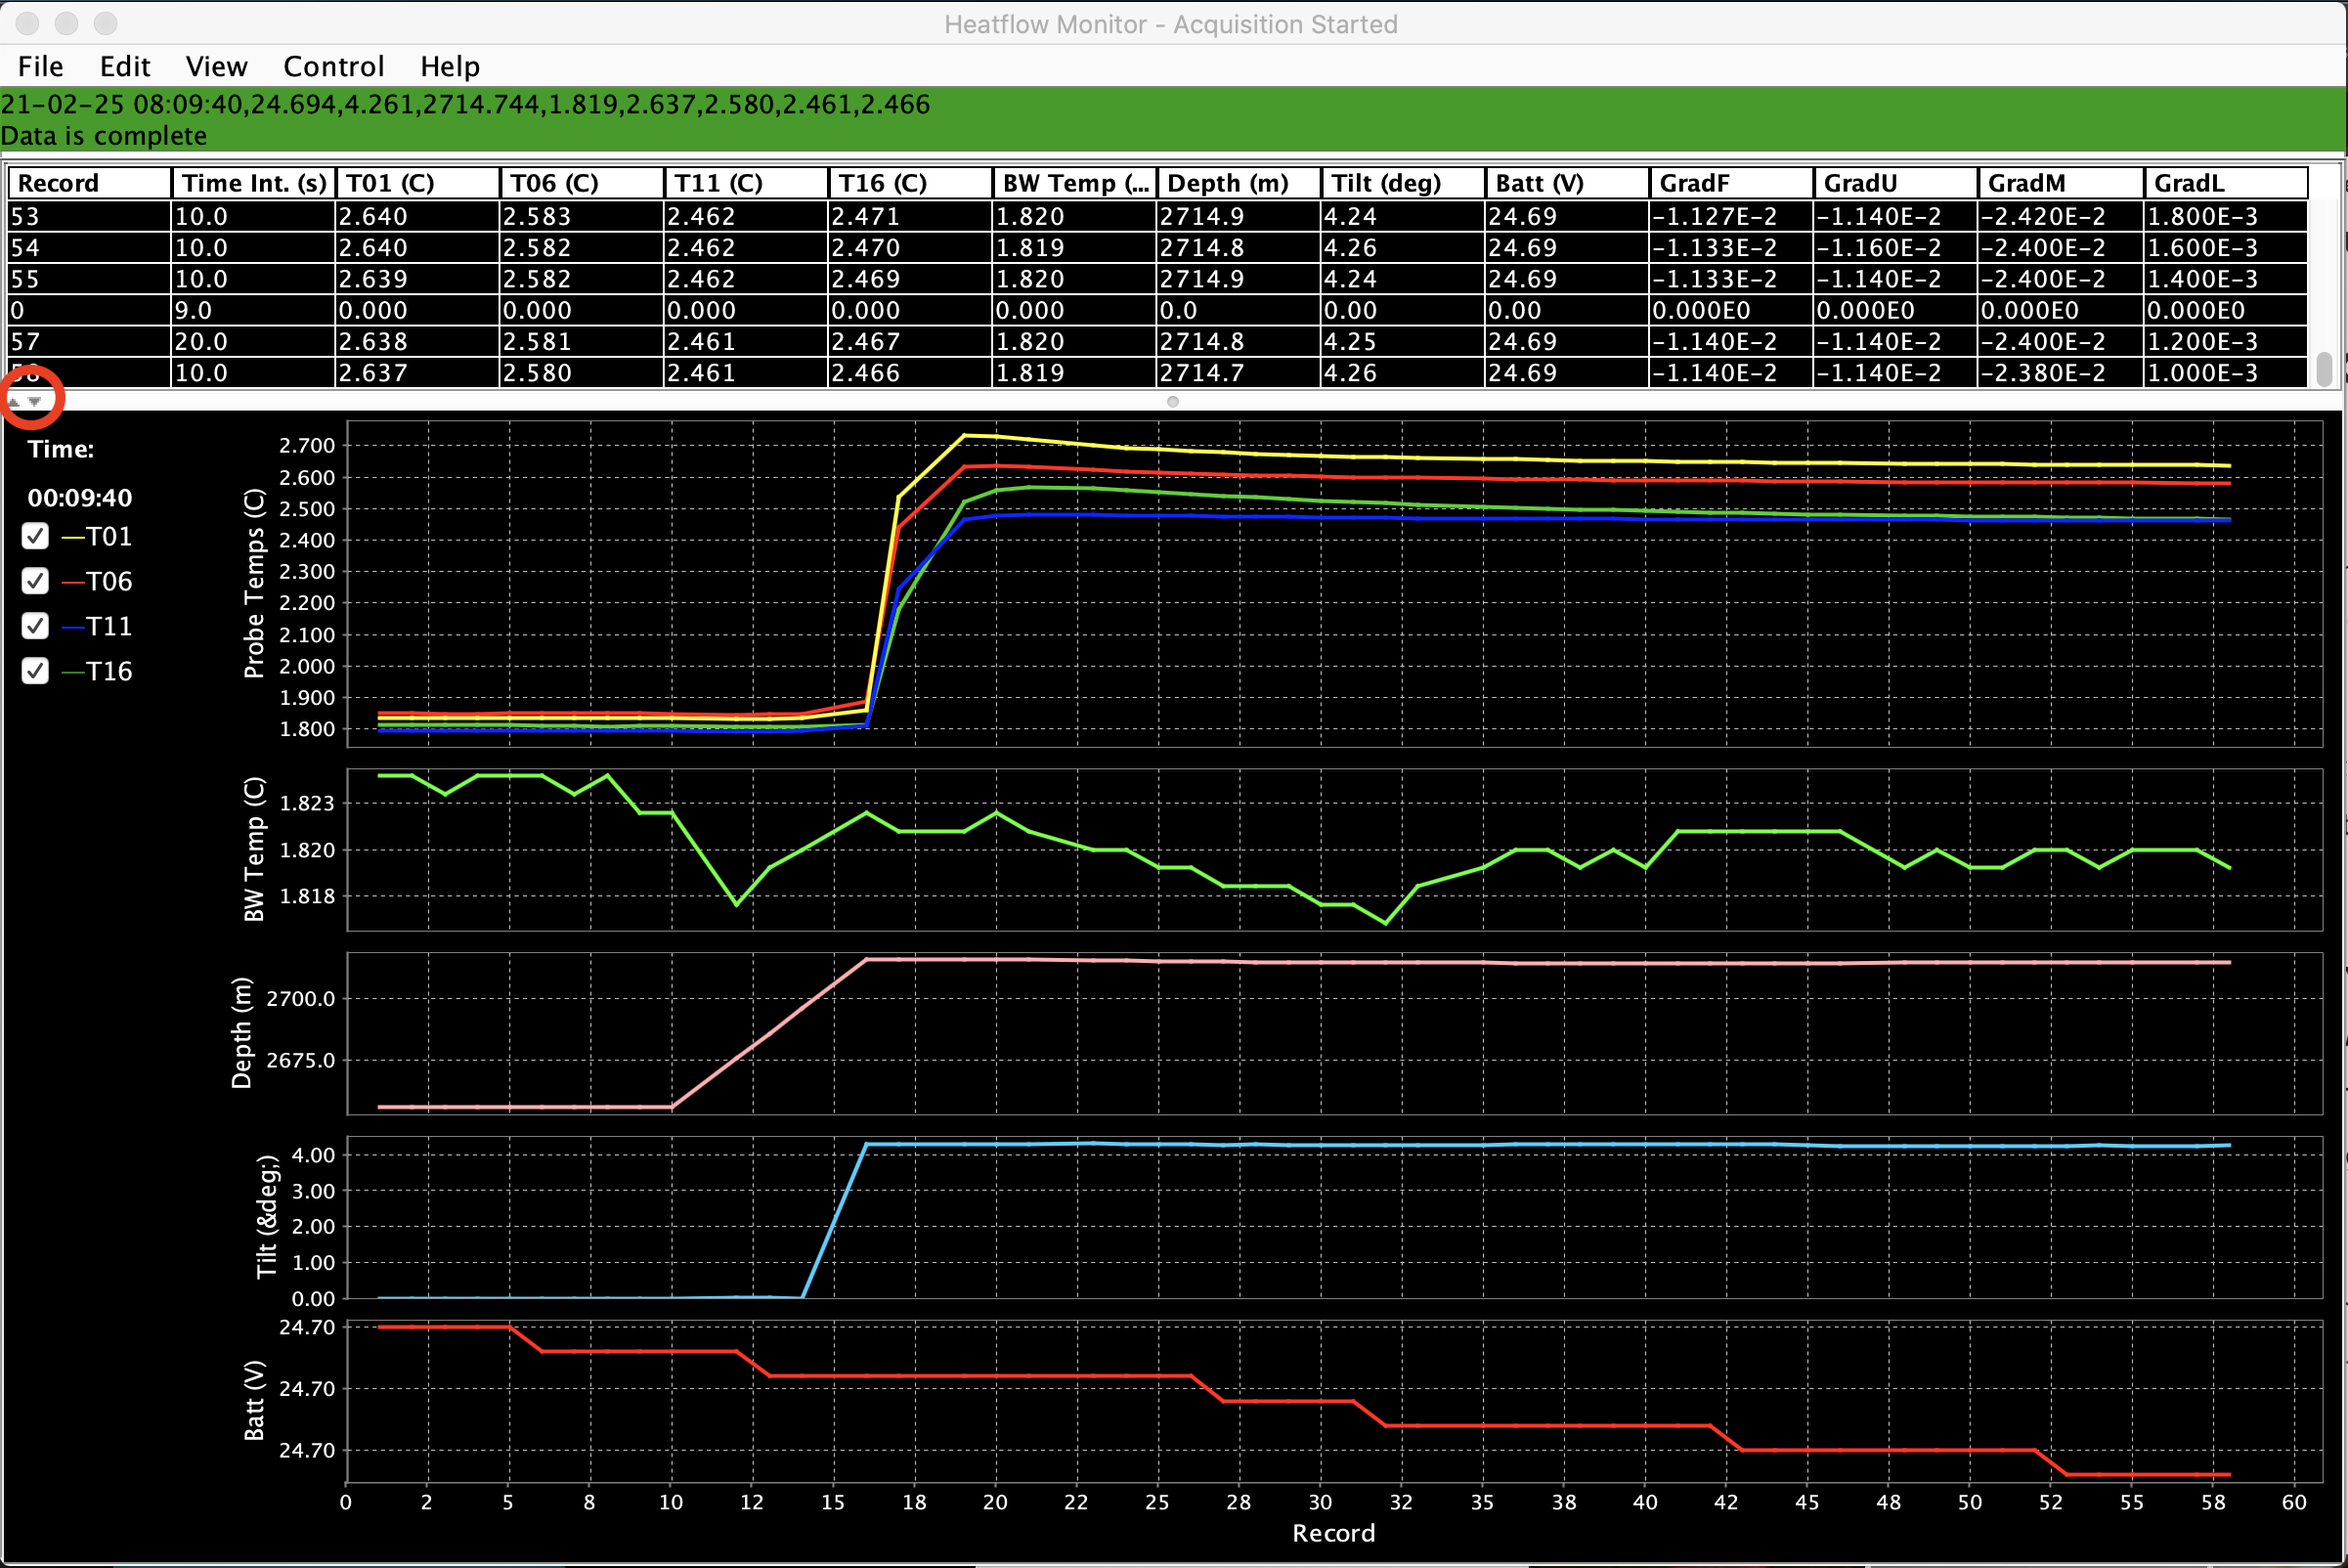 Heatflow Monitor - Acquisition Started
File Edit View Control Help
21-02-25 08:09:40,24.694,4.261,2714.744,1.819,2.637,2.580,2.461,2.466
Data is complete
Record Time Int. (s) T01 (C) T06 (C) T11 (C) T16 (C) BW Temp (... Depth (m) Tilt (deg) Batt (V) GradF GradU GradM GradL
53 10.0 2.640 2.583 2.462 2.471 1.820 2714.9 4.24 24.69 -1.127E-2 -1.140E-2 -2.420E-2 1.800E-3
54 10.0 2.640 2.582 2.462 2.470 1.819 2714.8 4.26 24.69 -1.133E-2 -1.160E-2 -2.400E-2 1.600E-3
55 10.0 2.639 2.582 2.462 2.469 1.820 2714.9 4.24 24.69 -1.133E-2 -1.140E-2 -2.400E-2 1.400E-3
0 9.0 0.000 0.000 0.000 0.000 0.000 0.0 0.00 0.00 0.000E0 0.000E0 0.000E0 0.000E0
57 20.0 2.638 2.581 2.461 2.467 1.820 2714.8 4.25 24.69 -1.140E-2 -1.140E-2 -2.400E-2 1.200E-3
58 10.0 2.637 2.580 2.461 2.466 1.819 2714.7 4.26 24.69 -1.140E-2 -1.140E-2 -2.380E-2 1.000E-3
Time:
00:09:40
T01
T06
T11
T16
Probe Temps (C)
2.700
2.600
2.500
2.400
2.300
2.200
2.100
2.000
1.900
1.800
BW Temp (C)
1.823
1.820
1.818
Depth (m)
2700.0
2675.0
Tilt (&deg;)
4.00
3.00
2.00
1.00
0.00
Batt (V)
24.70
24.70
24.70
0 2 5 8 10 12 15 18 20 22 25 28 30 32 35 38 40 42 45 48 50 52 55 58 60
Record